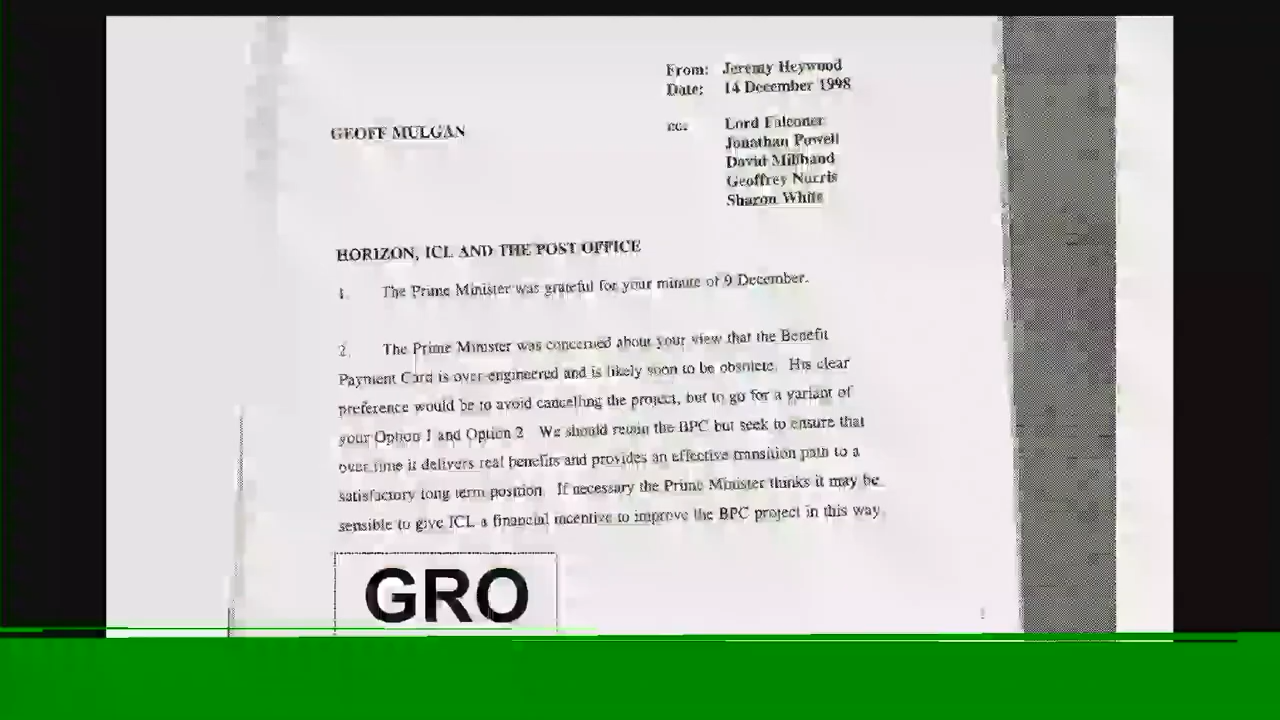 From: Jeremy Heywood
Date: 14 December 1998
GEOFF MULGAN
cc: Lord Falconer
Jonathan Powell
David Miliband
Geoffrey Norris
Sharon White
HORIZON, ICL AND THE POST OFFICE
1. The Prime Minister was grateful for your minute of 9 December.
2. The Prime Minister was concerned about your view that the Benefit
Payment Card is over-engineered and is likely soon to be obsolete. His clear
preference would be to avoid cancelling the project, but to go for a variant of
your Option 1 and Option 2 We should retain the BPC but seek to ensure that
over time it delivers real benefits and provides an effective transition path to a
satisfactory long term position If necessary the Prime Minister thinks it may be
sensible to give ICL a financial incentive to improve the BPC project in this way
GRO